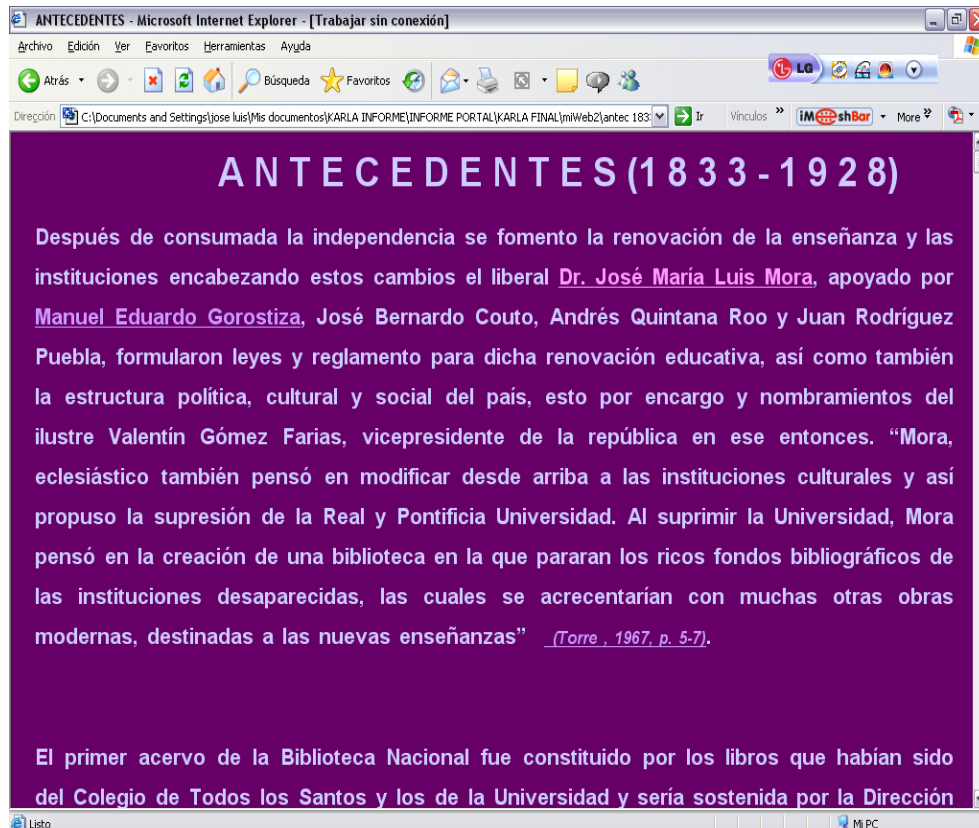 ANTECEDENTES - Microsoft Internet Explorer - [Trabajar sin conexión]
Archivo Edición Ver Favoritos Herramientas Ayuda
Atrás Búsqueda Favoritos LG
Dirección C:\Documents and Settings\jose luis\Mis documentos\KARLA INFORME\INFORME PORTAL\KARLA FINAL\miWeb2\antec 183 Ir Vínculos » iMeshBar More »
A N T E C E D E N T E S (1 8 3 3 - 1 9 2 8)
Después de consumada la independencia se fomento la renovación de la enseñanza y las
instituciones encabezando estos cambios el liberal Dr. José María Luis Mora, apoyado por
Manuel Eduardo Gorostiza, José Bernardo Couto, Andrés Quintana Roo y Juan Rodríguez
Puebla, formularon leyes y reglamento para dicha renovación educativa, así como también
la estructura política, cultural y social del país, esto por encargo y nombramientos del
ilustre Valentín Gómez Farias, vicepresidente de la república en ese entonces. “Mora,
eclesiástico también pensó en modificar desde arriba a las instituciones culturales y así
propuso la supresión de la Real y Pontificia Universidad. Al suprimir la Universidad, Mora
pensó en la creación de una biblioteca en la que pararan los ricos fondos bibliográficos de
las instituciones desaparecidas, las cuales se acrecentarían con muchas otras obras
modernas, destinadas a las nuevas enseñanzas” (Torre , 1967, p. 5-7).
El primer acervo de la Biblioteca Nacional fue constituido por los libros que habían sido
del Colegio de Todos los Santos y los de la Universidad y sería sostenida por la Dirección
Listo Mi PC